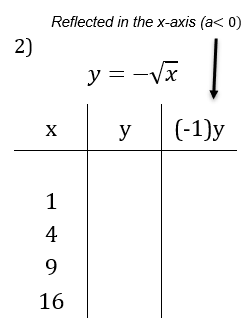 Reflected in the x-axis (a< 0)
2)
y = −√x
x y (-1)y
1
4
9
16